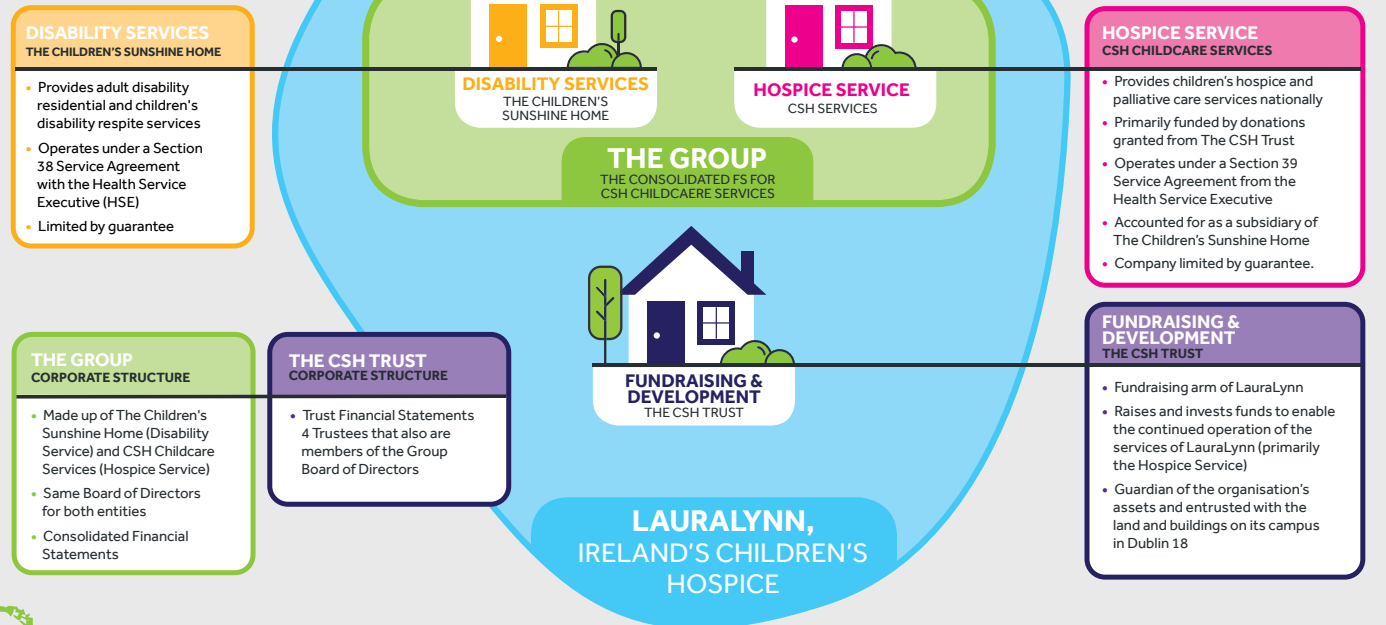 DISABILITY SERVICES
THE CHILDREN'S SUNSHINE HOME
• Provides adult disability
residential and children's
disability respite services
• Operates under a Section
38 Service Agreement
with the Health Service
Executive (HSE)
• Limited by guarantee
DISABILITY SERVICES
THE CHILDREN'S
SUNSHINE HOME
HOSPICE SERVICE
CSH SERVICES
THE GROUP
THE CONSOLIDATED FS FOR
CSH CHILDCAERE SERVICES
HOSPICE SERVICE
CSH CHILDCARE SERVICES
• Provides children's hospice and
palliative care services nationally
• Primarily funded by donations
granted from The CSH Trust
• Operates under a Section 39
Service Agreement from the
Health Service Executive
• Accounted for as a subsidiary of
The Children's Sunshine Home
• Company limited by guarantee.
THE GROUP
CORPORATE STRUCTURE
• Made up of The Children's
Sunshine Home (Disability
Service) and CSH Childcare
Services (Hospice Service)
• Same Board of Directors
for both entities
• Consolidated Financial
Statements
THE CSH TRUST
CORPORATE STRUCTURE
• Trust Financial Statements
4 Trustees that also are
members of the Group
Board of Directors
FUNDRAISING &
DEVELOPMENT
THE CSH TRUST
FUNDRAISING &
DEVELOPMENT
THE CSH TRUST
• Fundraising arm of LauraLynn
• Raises and invests funds to enable
the continued operation of the
services of LauraLynn (primarily
the Hospice Service)
• Guardian of the organisation's
assets and entrusted with the
land and buildings on its campus
in Dublin 18
LAURALYNN,
IRELAND'S CHILDREN'S
HOSPICE